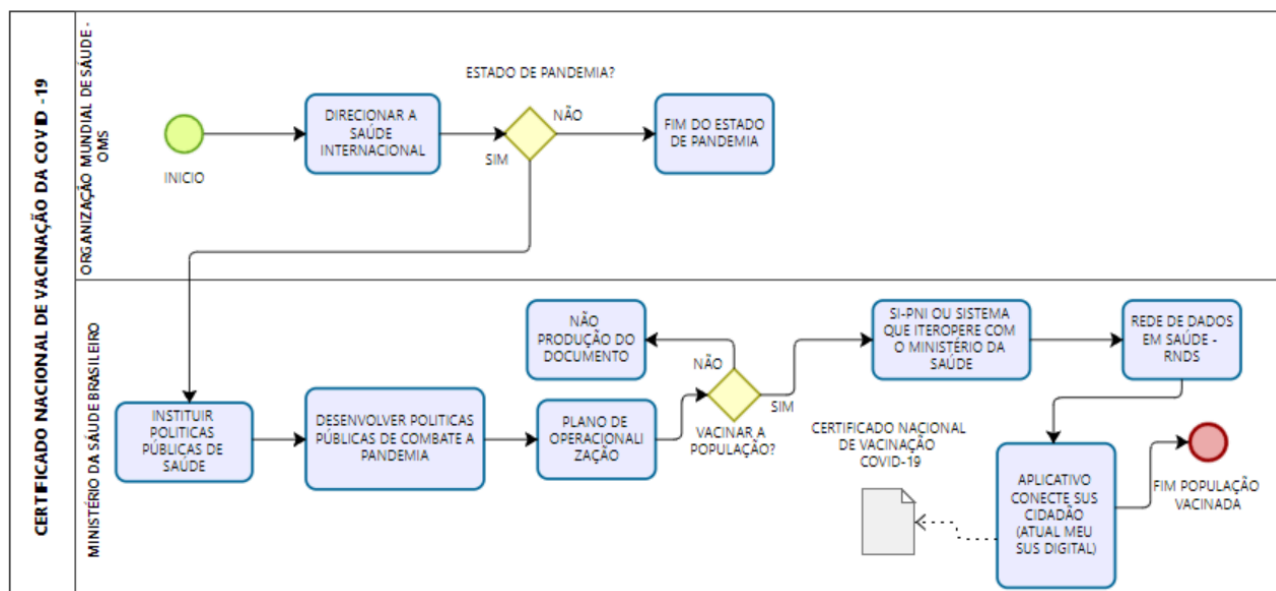 CERTIFICADO NACIONAL DE VACINAÇÃO DA COVID -19
ORGANIZAÇÃO MUNDIAL DE SAÚDE -
OMS
ESTADO DE PANDEMIA?
INICIO
DIRECIONAR A
SAÚDE
INTERNACIONAL
NÃO
SIM
FIM DO ESTADO
DE PANDEMIA
MINISTÉRIO DA SAÚDE BRASILEIRO
INSTITUIR
POLITICAS
PÚBLICAS DE
SAÚDE
DESENVOLVER POLITICAS
PÚBLICAS DE COMBATE A
PANDEMIA
PLANO DE
OPERACIONALI
ZAÇÃO
NÃO
PRODUÇÃO DO
DOCUMENTO
NÃO
SIM
VACINAR A
POPULAÇÃO?
SI-PNI OU SISTEMA
QUE ITEROPERE COM
O MINISTÉRIO DA
SAÚDE
REDE DE DADOS
EM SAÚDE -
RNDS
CERTIFICADO NACIONAL
DE VACINAÇÃO
COVID-19
APLICATIVO
CONECTE SUS
CIDADÃO
(ATUAL MEU
SUS DIGITAL)
FIM POPULAÇÃO
VACINADA